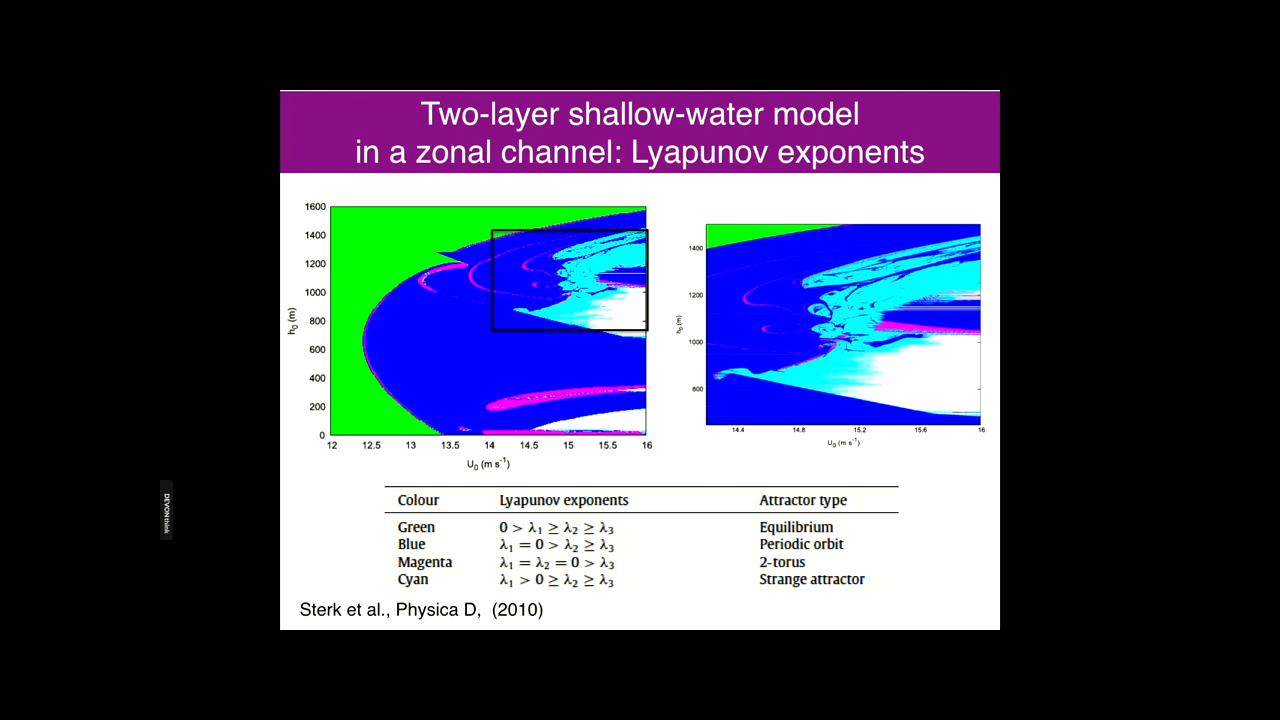 Two-layer shallow-water model
in a zonal channel: Lyapunov exponents
1600
1400
1200
1000
800
600
400
200
0
h₀ (m)
12 12.5 13 13.5 14 14.5 15 15.5 16
U₀ (m s⁻¹)
1400
1200
1000
800
h₀ (m)
14.4 14.8 15.2 15.6 16
U₀ (m s⁻¹)
Colour Lyapunov exponents Attractor type
Green 0 > λ₁ ≥ λ₂ ≥ λ₃ Equilibrium
Blue λ₁ = 0 > λ₂ ≥ λ₃ Periodic orbit
Magenta λ₁ = λ₂ = 0 > λ₃ 2-torus
Cyan λ₁ > 0 ≥ λ₂ ≥ λ₃ Strange attractor
Sterk et al., Physica D, (2010)
DEVONthink